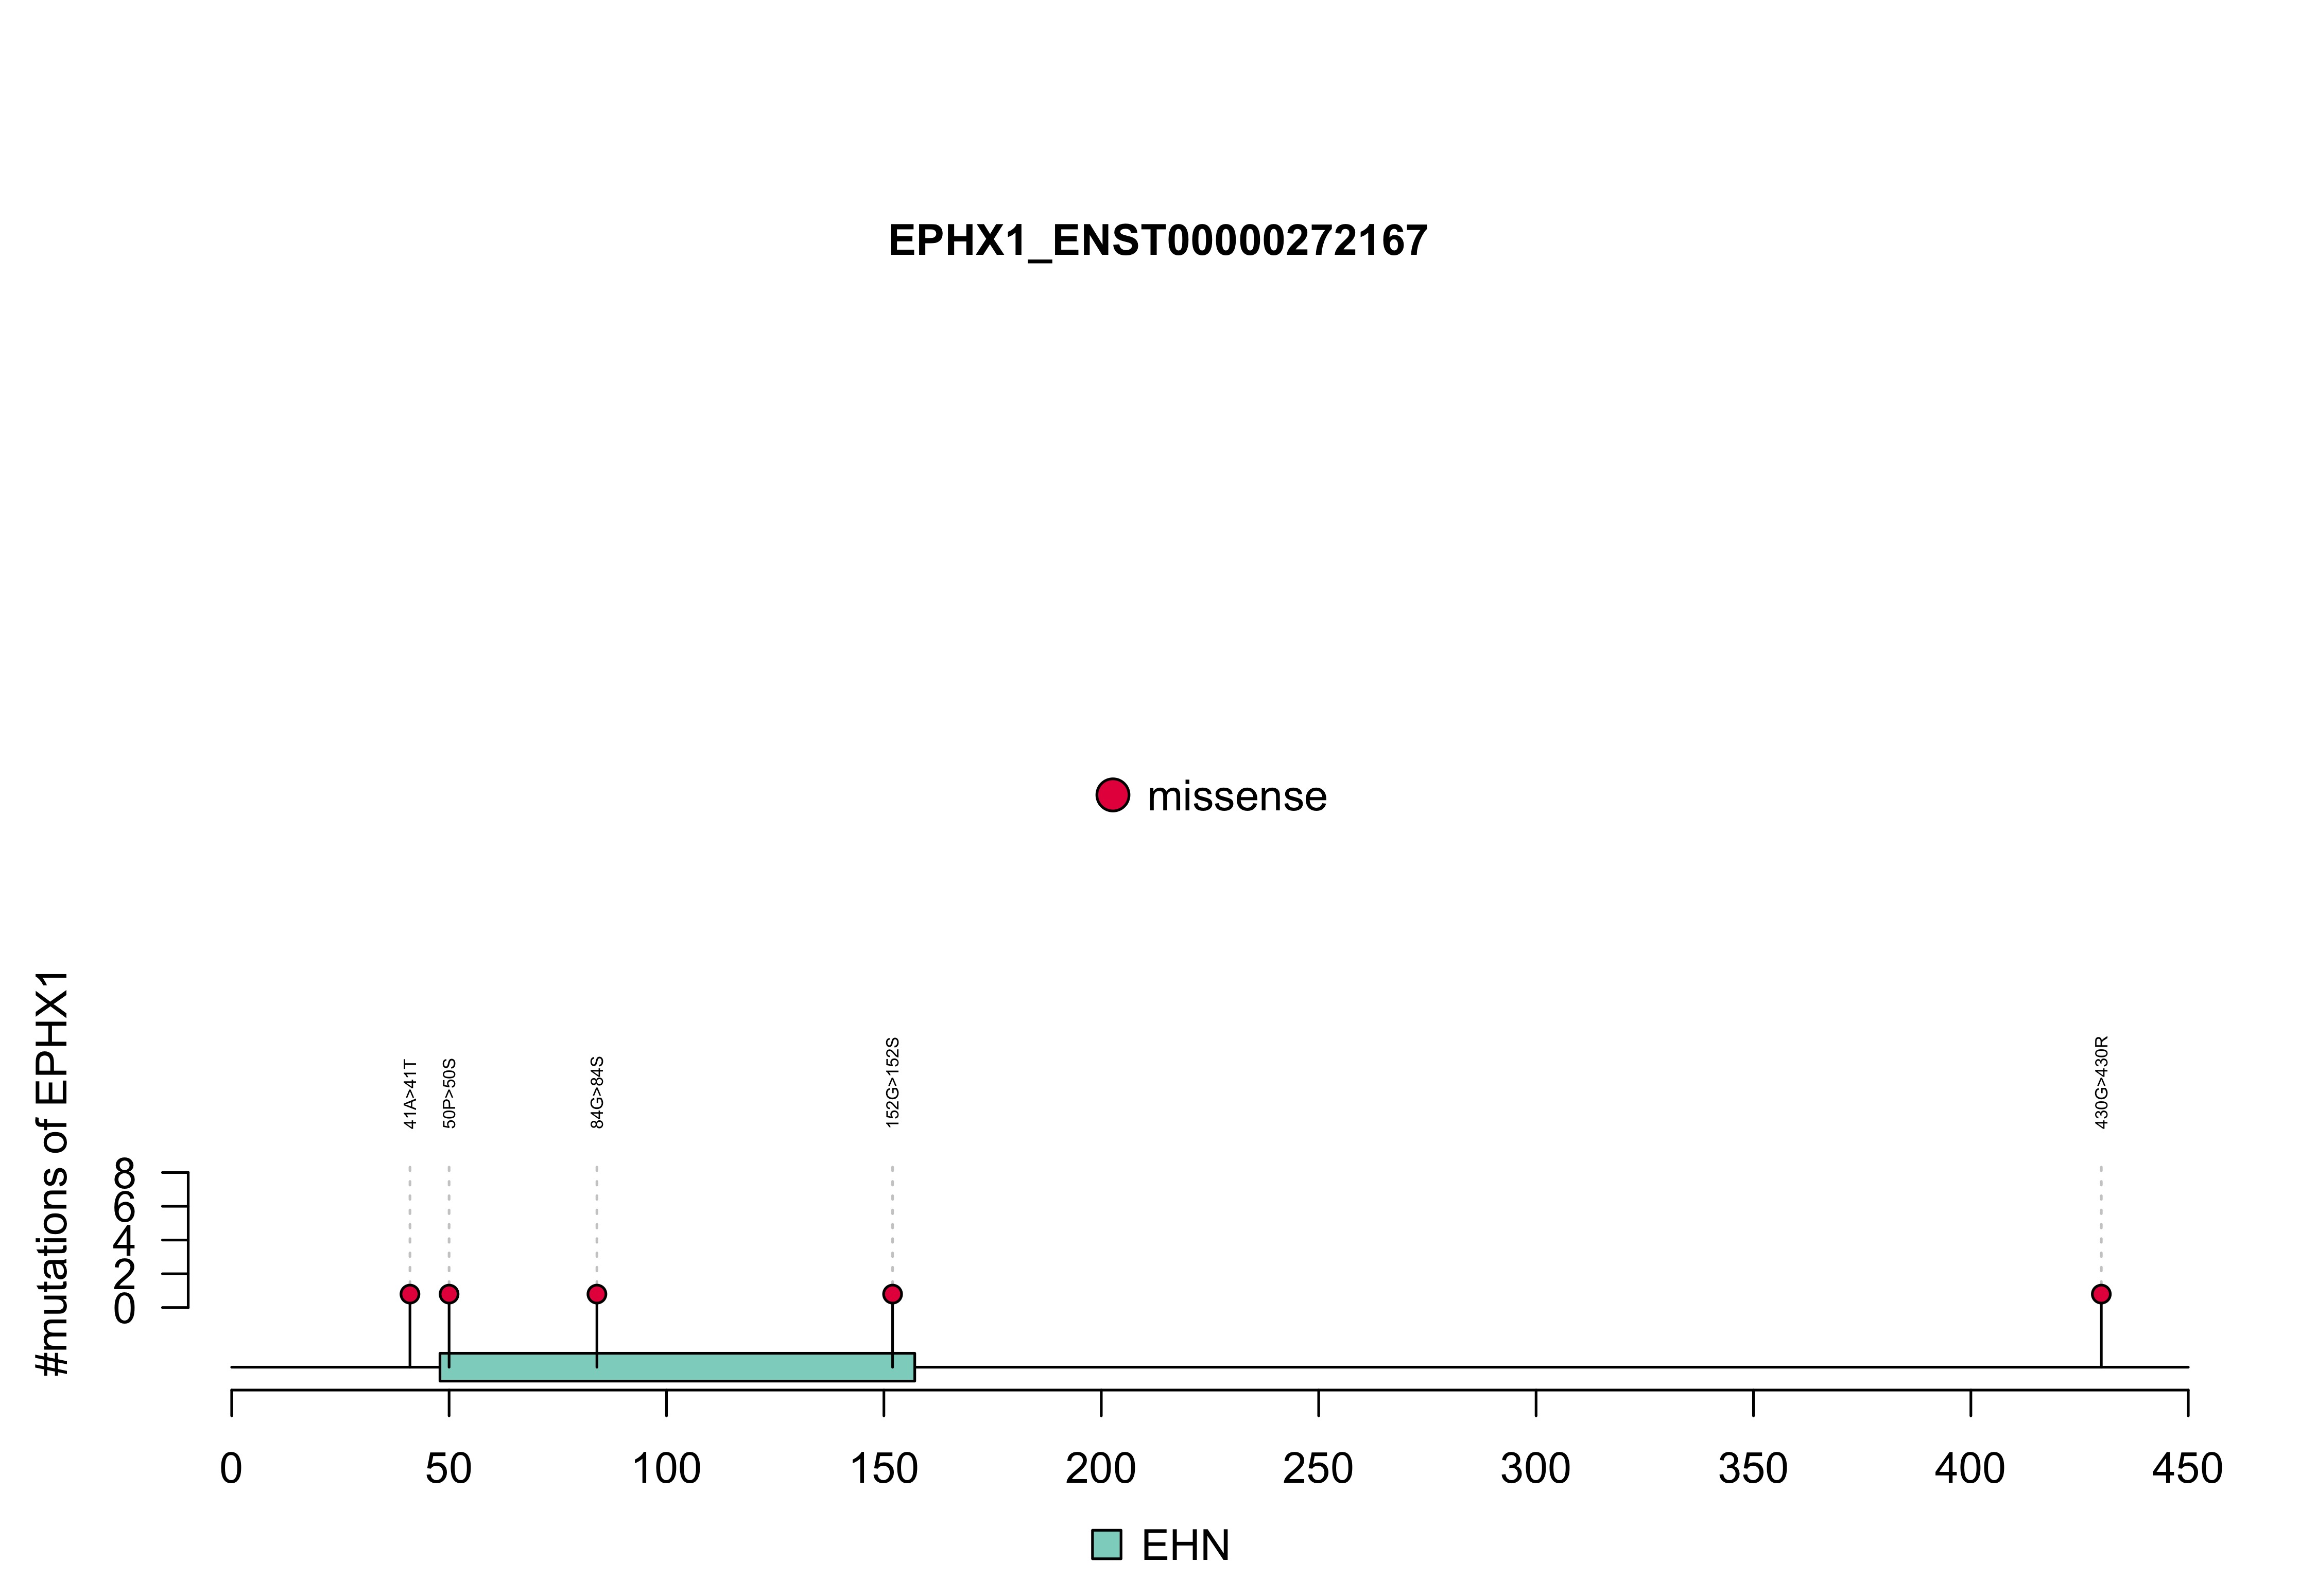 EPHX1_ENST00000272167
missense
#mutations of EPHX1
41A>41T
50P>50S
84G>84S
152G>152S
430G>430R
8
6
4
2
0
0 50 100 150 200 250 300 350 400 450
EHN